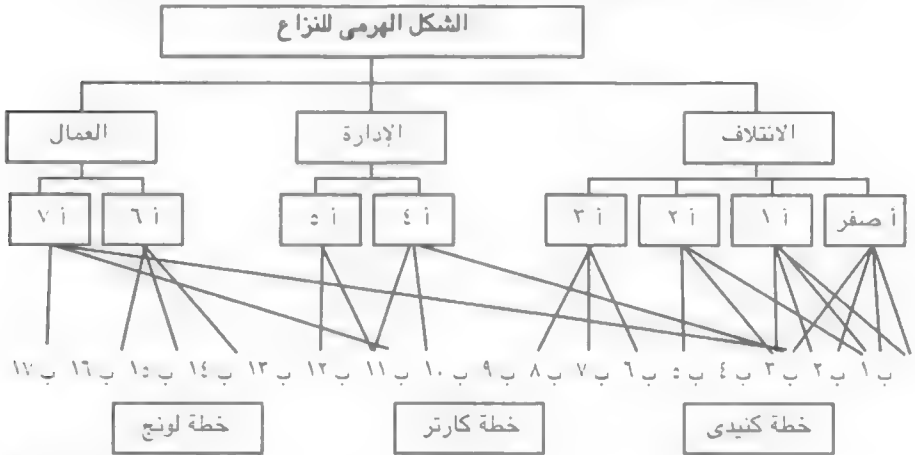 الشكل الهرمى للنزاع
الائتلاف الإدارة العمال
أ صفر أ ١ أ ٢ أ ٣ أ ٤ أ ٥ أ ٦ أ ٧
ب ١ ب ٢ ب ٣ ب ٤ ب ٥ ب ٦ ب ٧ ب ٨ ب ٩ ب ١٠ ب ١١ ب ١٢ ب ١٣ ب ١٤ ب ١٥ ب ١٦ ب ١٧
خطة كنيدى خطة كارتر خطة لونج